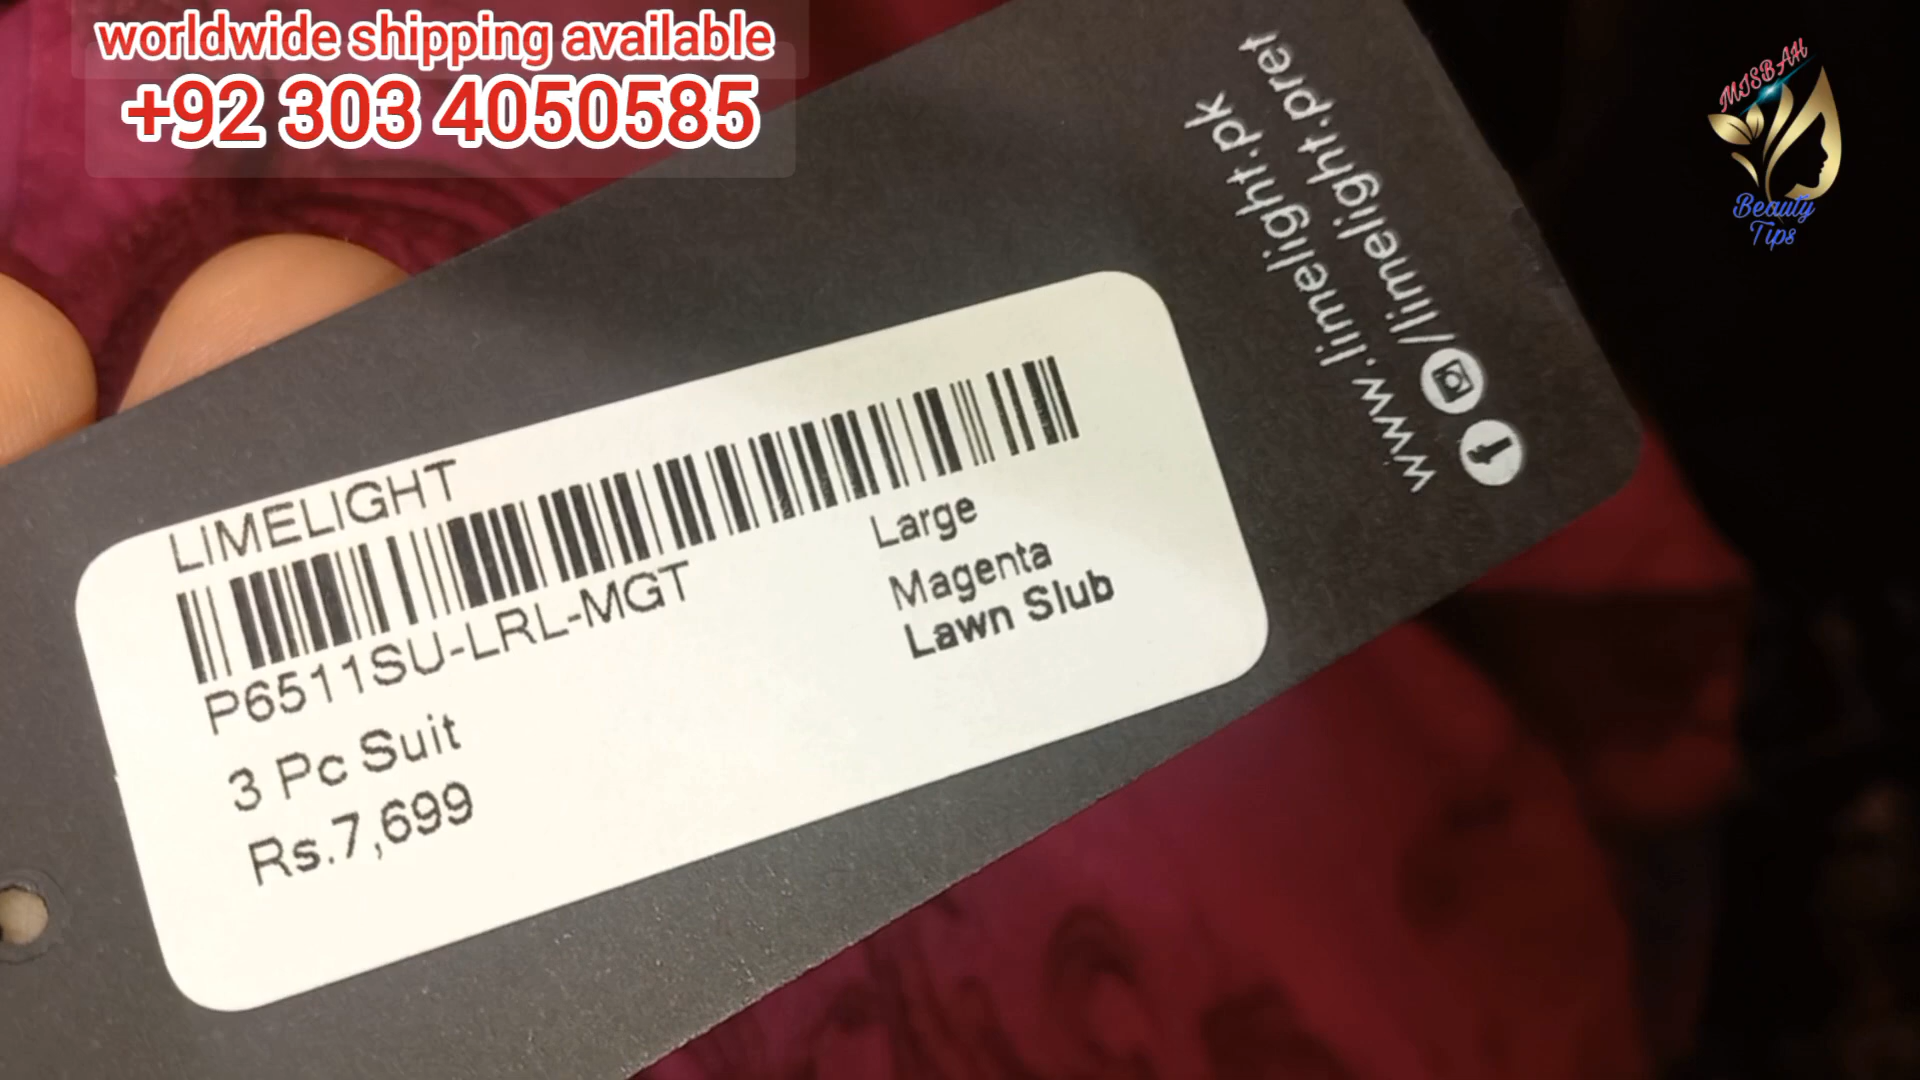 worldwide shipping available
+92 303 4050585
MISBAH
Beauty
Tips
www.limelight.pk
/limelight.pret
LIMELIGHT
P6511SU-LRL-MGT
3 Pc Suit
Rs.7,699
Large
Magenta
Lawn Slub